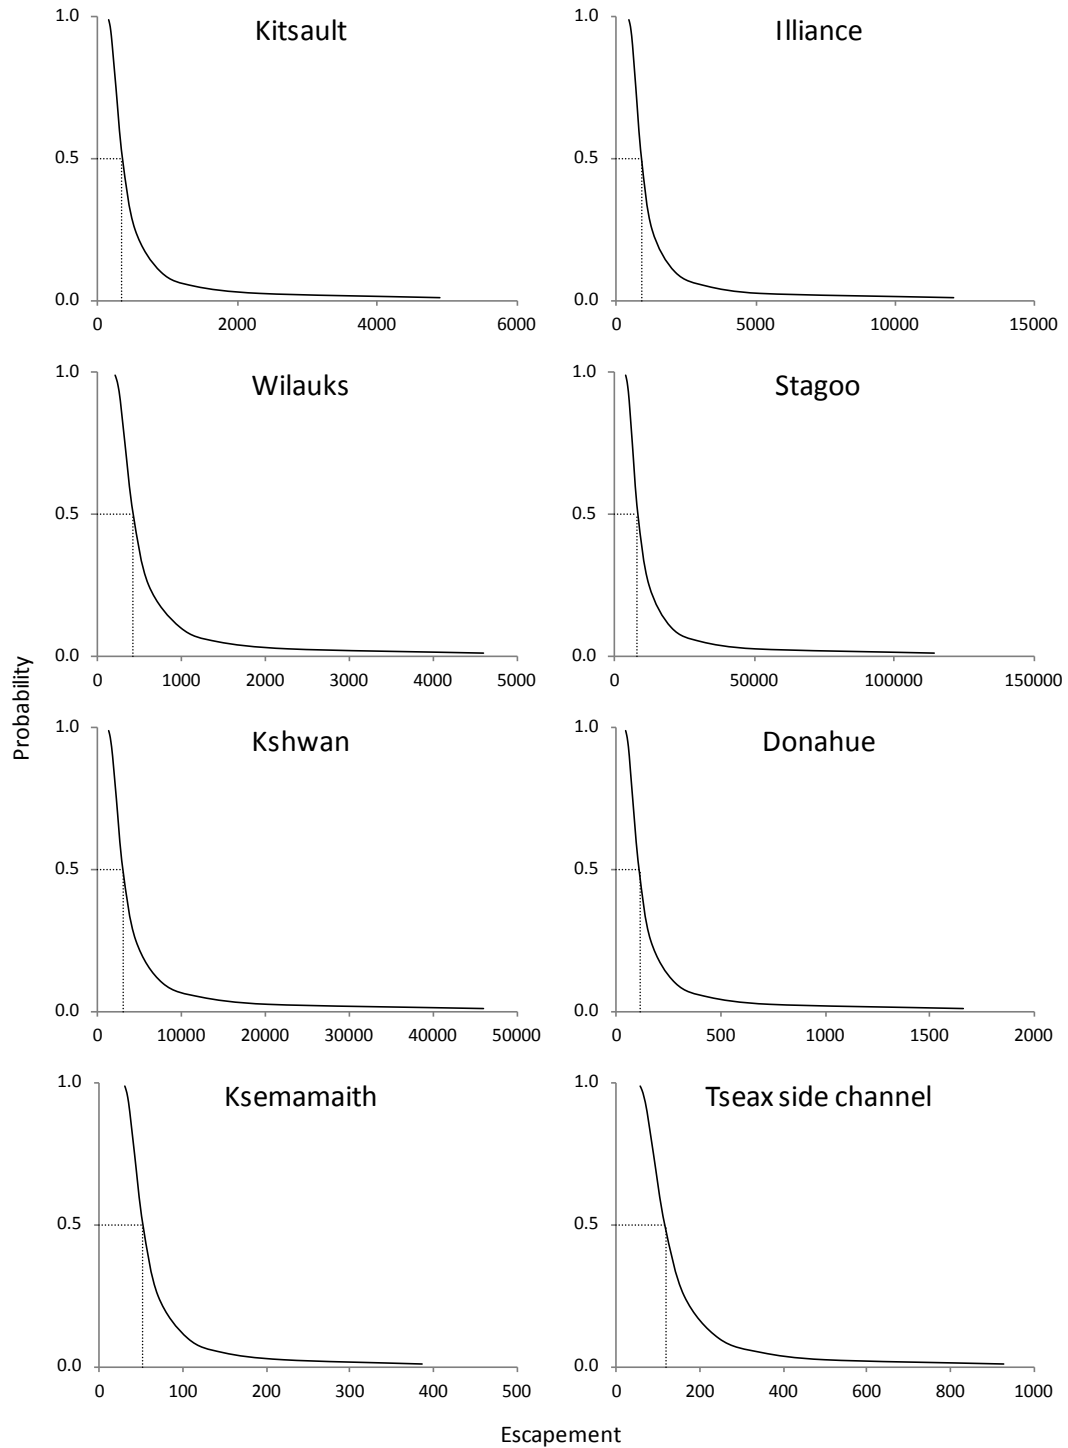 Kitsault
1.0
0.5
0.0
0 2000 4000 6000
Illiance
1.0
0.5
0.0
0 5000 10000 15000
Wilauks
1.0
0.5
0.0
0 1000 2000 3000 4000 5000
Stagoo
1.0
0.5
0.0
0 50000 100000 150000
Probability
Kshwan
1.0
0.5
0.0
0 10000 20000 30000 40000 50000
Donahue
1.0
0.5
0.0
0 500 1000 1500 2000
Ksemamaith
1.0
0.5
0.0
0 100 200 300 400 500
Tseax side channel
1.0
0.5
0.0
0 200 400 600 800 1000
Escapement